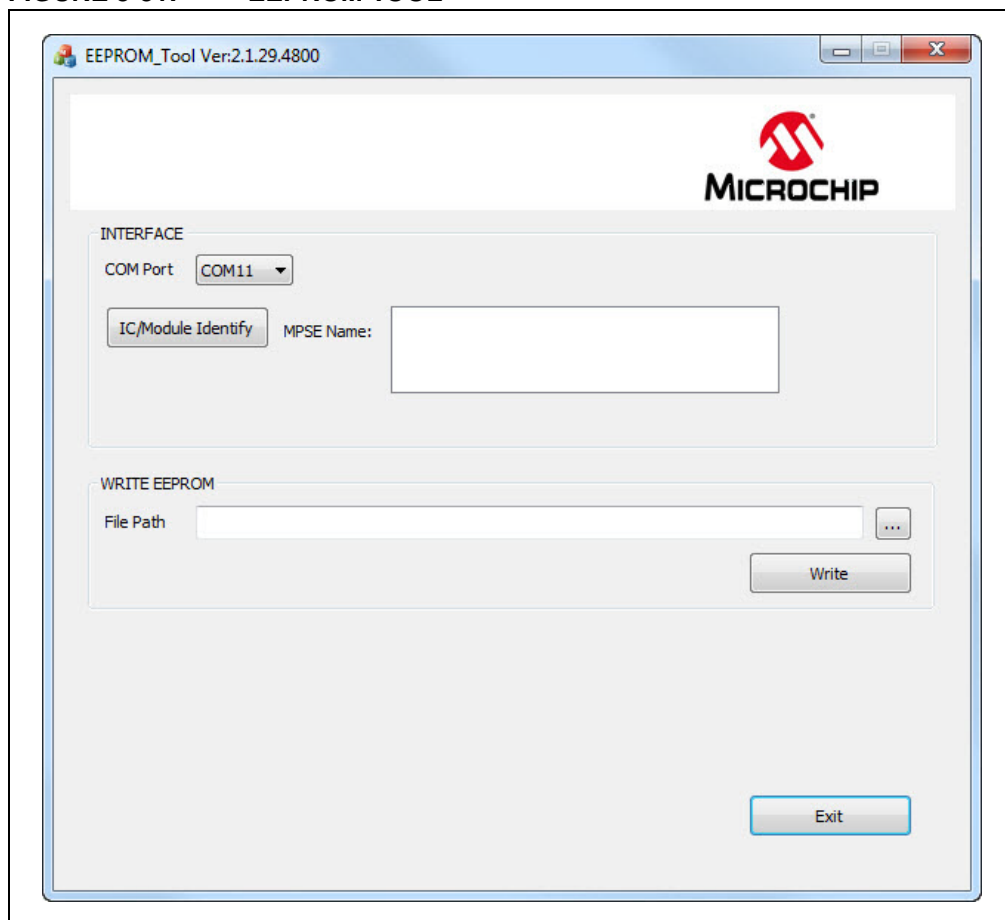 EEPROM_Tool Ver:2.1.29.4800
MICROCHIP
INTERFACE
COM Port COM11
IC/Module Identify MPSE Name:
WRITE EEPROM
File Path ...
Write
Exit